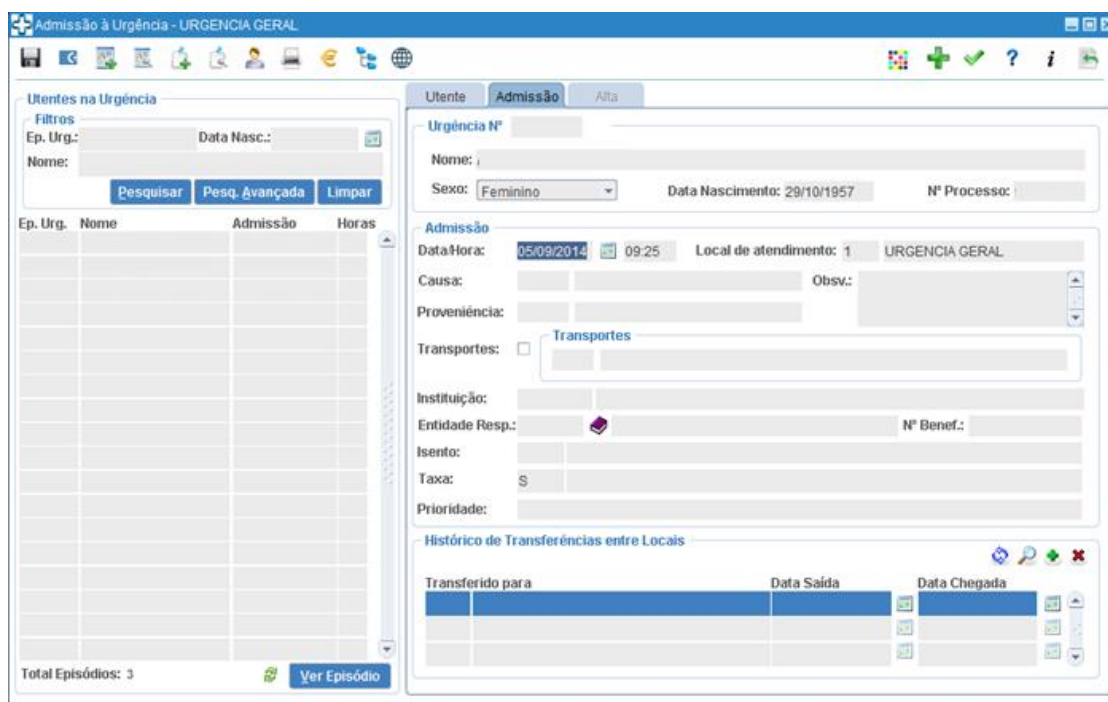 Admissão à Urgência - URGENCIA GERAL
Utentes na Urgência
Filtros
Ep. Urg.: Data Nasc.:
Nome:
Pesquisar Pesq. Avançada Limpar
Ep. Urg. Nome Admissão Horas
Total Episódios: 3 Ver Episódio
Utente Admissão Alta
Urgência Nº
Nome:
Sexo: Feminino Data Nascimento: 29/10/1957 Nº Processo:
Admissão
Data/Hora: 05/09/2014 09:25 Local de atendimento: 1 URGENCIA GERAL
Causa: Obsv.:
Proveniência:
Transportes: Transportes
Instituição:
Entidade Resp.: Nº Benef.:
Isento:
Taxa: S
Prioridade:
Histórico de Transferências entre Locais
Transferido para Data Saída Data Chegada